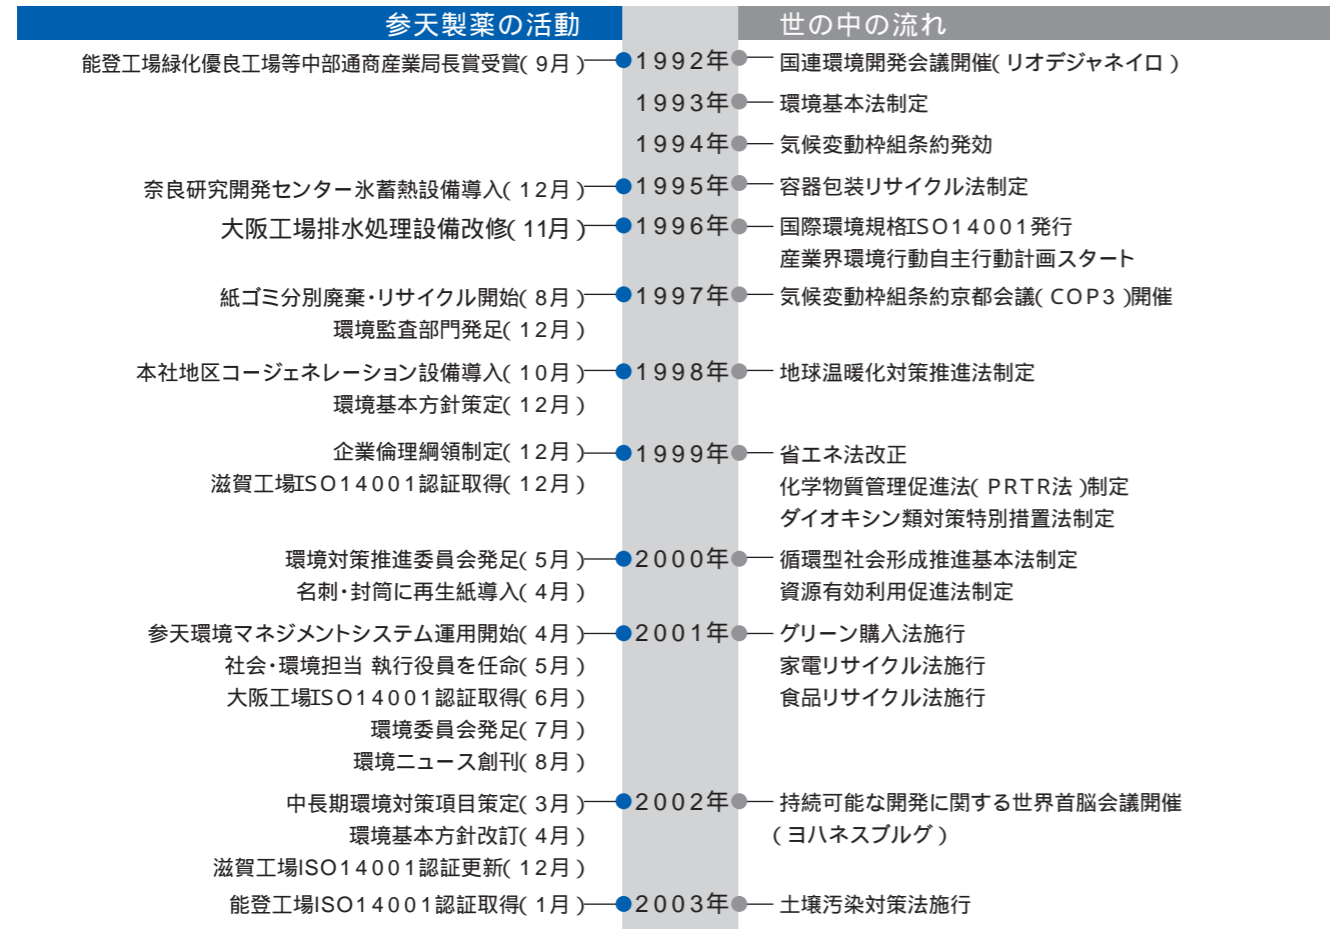 参天製薬の活動 世の中の流れ
能登工場緑化優良工場等中部通商産業局長賞受賞(9月) 1992年 国連環境開発会議開催(リオデジャネイロ)
1993年 環境基本法制定
1994年 気候変動枠組条約発効
奈良研究開発センター氷蓄熱設備導入(12月) 1995年 容器包装リサイクル法制定
大阪工場排水処理設備改修(11月) 1996年 国際環境規格ISO14001発行
産業界環境行動自主行動計画スタート
紙ゴミ分別廃棄・リサイクル開始(8月) 1997年 気候変動枠組条約京都会議(COP3)開催
環境監査部門発足(12月)
本社地区コージェネレーション設備導入(10月) 1998年 地球温暖化対策推進法制定
環境基本方針策定(12月)
企業倫理綱領制定(12月) 1999年 省エネ法改正
滋賀工場ISO14001認証取得(12月) 化学物質管理促進法(PRTR法)制定
ダイオキシン類対策特別措置法制定
環境対策推進委員会発足(5月) 2000年 循環型社会形成推進基本法制定
名刺・封筒に再生紙導入(4月) 資源有効利用促進法制定
参天環境マネジメントシステム運用開始(4月) 2001年 グリーン購入法施行
社会・環境担当 執行役員を任命(5月) 家電リサイクル法施行
大阪工場ISO14001認証取得(6月) 食品リサイクル法施行
環境委員会発足(7月)
環境ニュース創刊(8月)
中長期環境対策項目策定(3月) 2002年 持続可能な開発に関する世界首脳会議開催
環境基本方針改訂(4月) (ヨハネスブルグ)
滋賀工場ISO14001認証更新(12月)
能登工場ISO14001認証取得(1月) 2003年 土壌汚染対策法施行